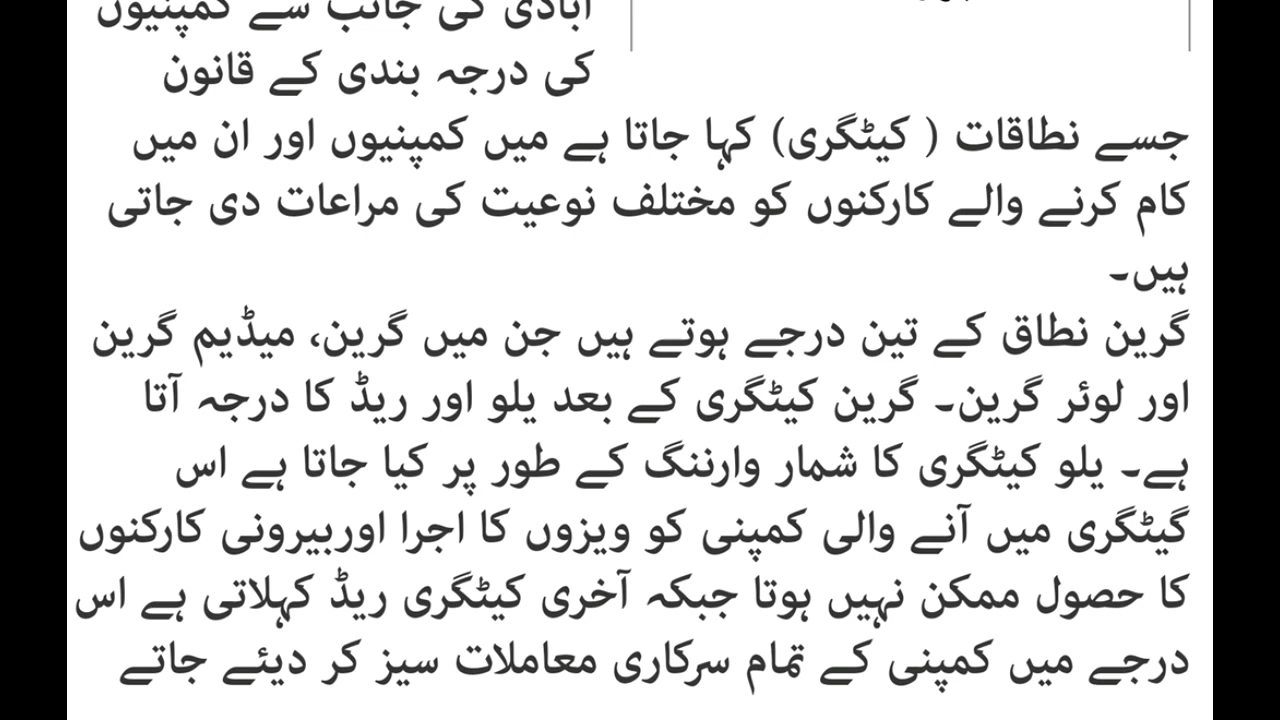 آبادی کی جانب سے کمپنیوں
کی درجہ بندی کے قانون
جسے نطاقات ( کیٹگری) کہا جاتا ہے میں کمپنیوں اور ان میں
کام کرنے والے کارکنوں کو مختلف نوعیت کی مراعات دی جاتی
ہیں۔
گرین نطاق کے تین درجے ہوتے ہیں جن میں گرین، میڈیم گرین
اور لوئر گرین۔ گرین کیٹگری کے بعد یلو اور ریڈ کا درجہ آتا
ہے۔ یلو کیٹگری کا شمار وارننگ کے طور پر کیا جاتا ہے اس
گیٹگری میں آنے والی کمپنی کو ویزوں کا اجرا اوربیرونی کارکنوں
کا حصول ممکن نہیں ہوتا جبکہ آخری کیٹگری ریڈ کہلاتی ہے اس
درجے میں کمپنی کے تمام سرکاری معاملات سیز کر دیئے جاتے